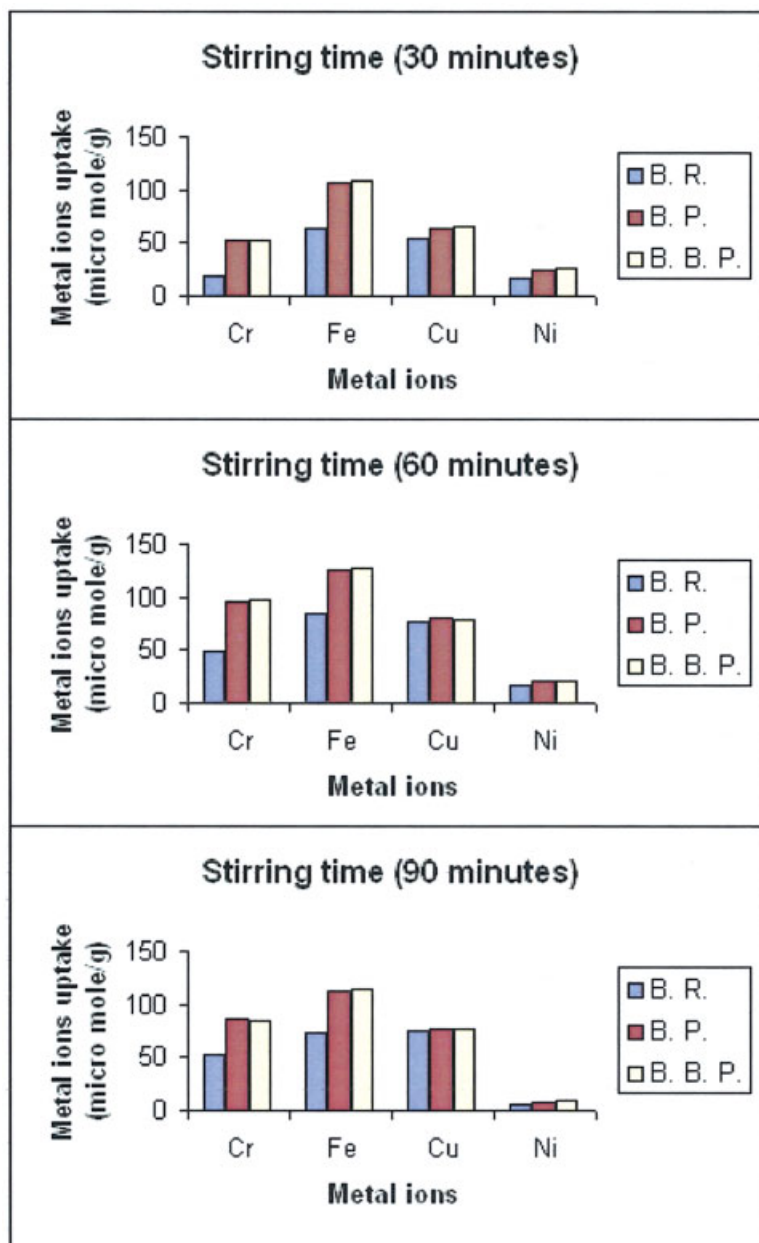 Stirring time (30 minutes)
Metal ions uptake
(micro mole/g)
150
100
50
0
Cr Fe Cu Ni
Metal ions
B. R.
B. P.
B. B. P.
Stirring time (60 minutes)
Metal ions uptake
(micro mole/g)
150
100
50
0
Cr Fe Cu Ni
Metal ions
B. R.
B. P.
B. B. P.
Stirring time (90 minutes)
Metal ions uptake
(micro mole/g)
150
100
50
0
Cr Fe Cu Ni
Metal ions
B. R.
B. P.
B. B. P.